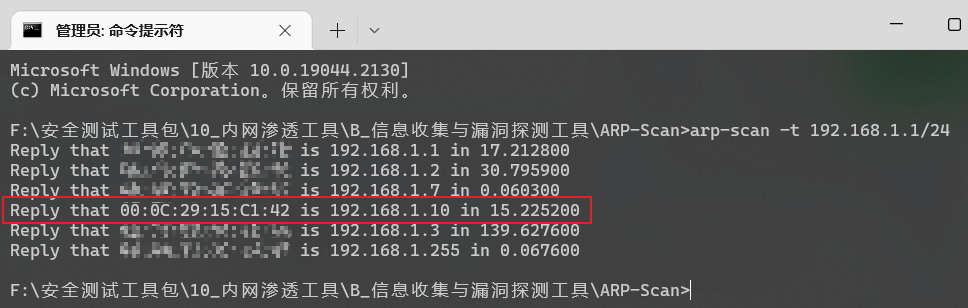 管理员: 命令提示符
Microsoft Windows [版本 10.0.19044.2130]
(c) Microsoft Corporation。保留所有权利。
F:\安全测试工具包\10_内网渗透工具\B_信息收集与漏洞探测工具\ARP-Scan>arp-scan -t 192.168.1.1/24
Reply that is 192.168.1.1 in 17.212800
Reply that is 192.168.1.2 in 30.795900
Reply that is 192.168.1.7 in 0.060300
Reply that 00:0C:29:15:C1:42 is 192.168.1.10 in 15.225200
Reply that is 192.168.1.3 in 139.627600
Reply that is 192.168.1.255 in 0.067600
F:\安全测试工具包\10_内网渗透工具\B_信息收集与漏洞探测工具\ARP-Scan>